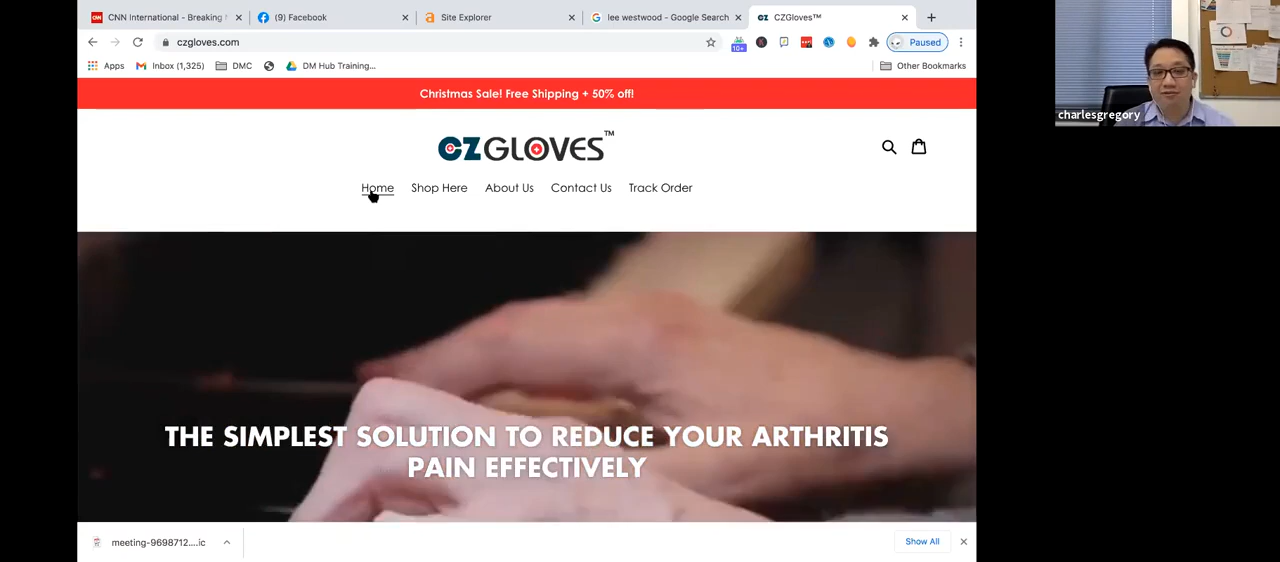 CNN International - Breaking
(9) Facebook
Site Explorer
lee westwood - Google Search
CZ CZGloves™
czgloves.com
10+
Paused
Apps
Inbox (1,325)
DMC
DM Hub Training...
Other Bookmarks
Christmas Sale! Free Shipping + 50% off!
CZGLOVES™
Home
Shop Here
About Us
Contact Us
Track Order
THE SIMPLEST SOLUTION TO REDUCE YOUR ARTHRITIS
PAIN EFFECTIVELY
meeting-9698712....ic
Show All
charlesgregory